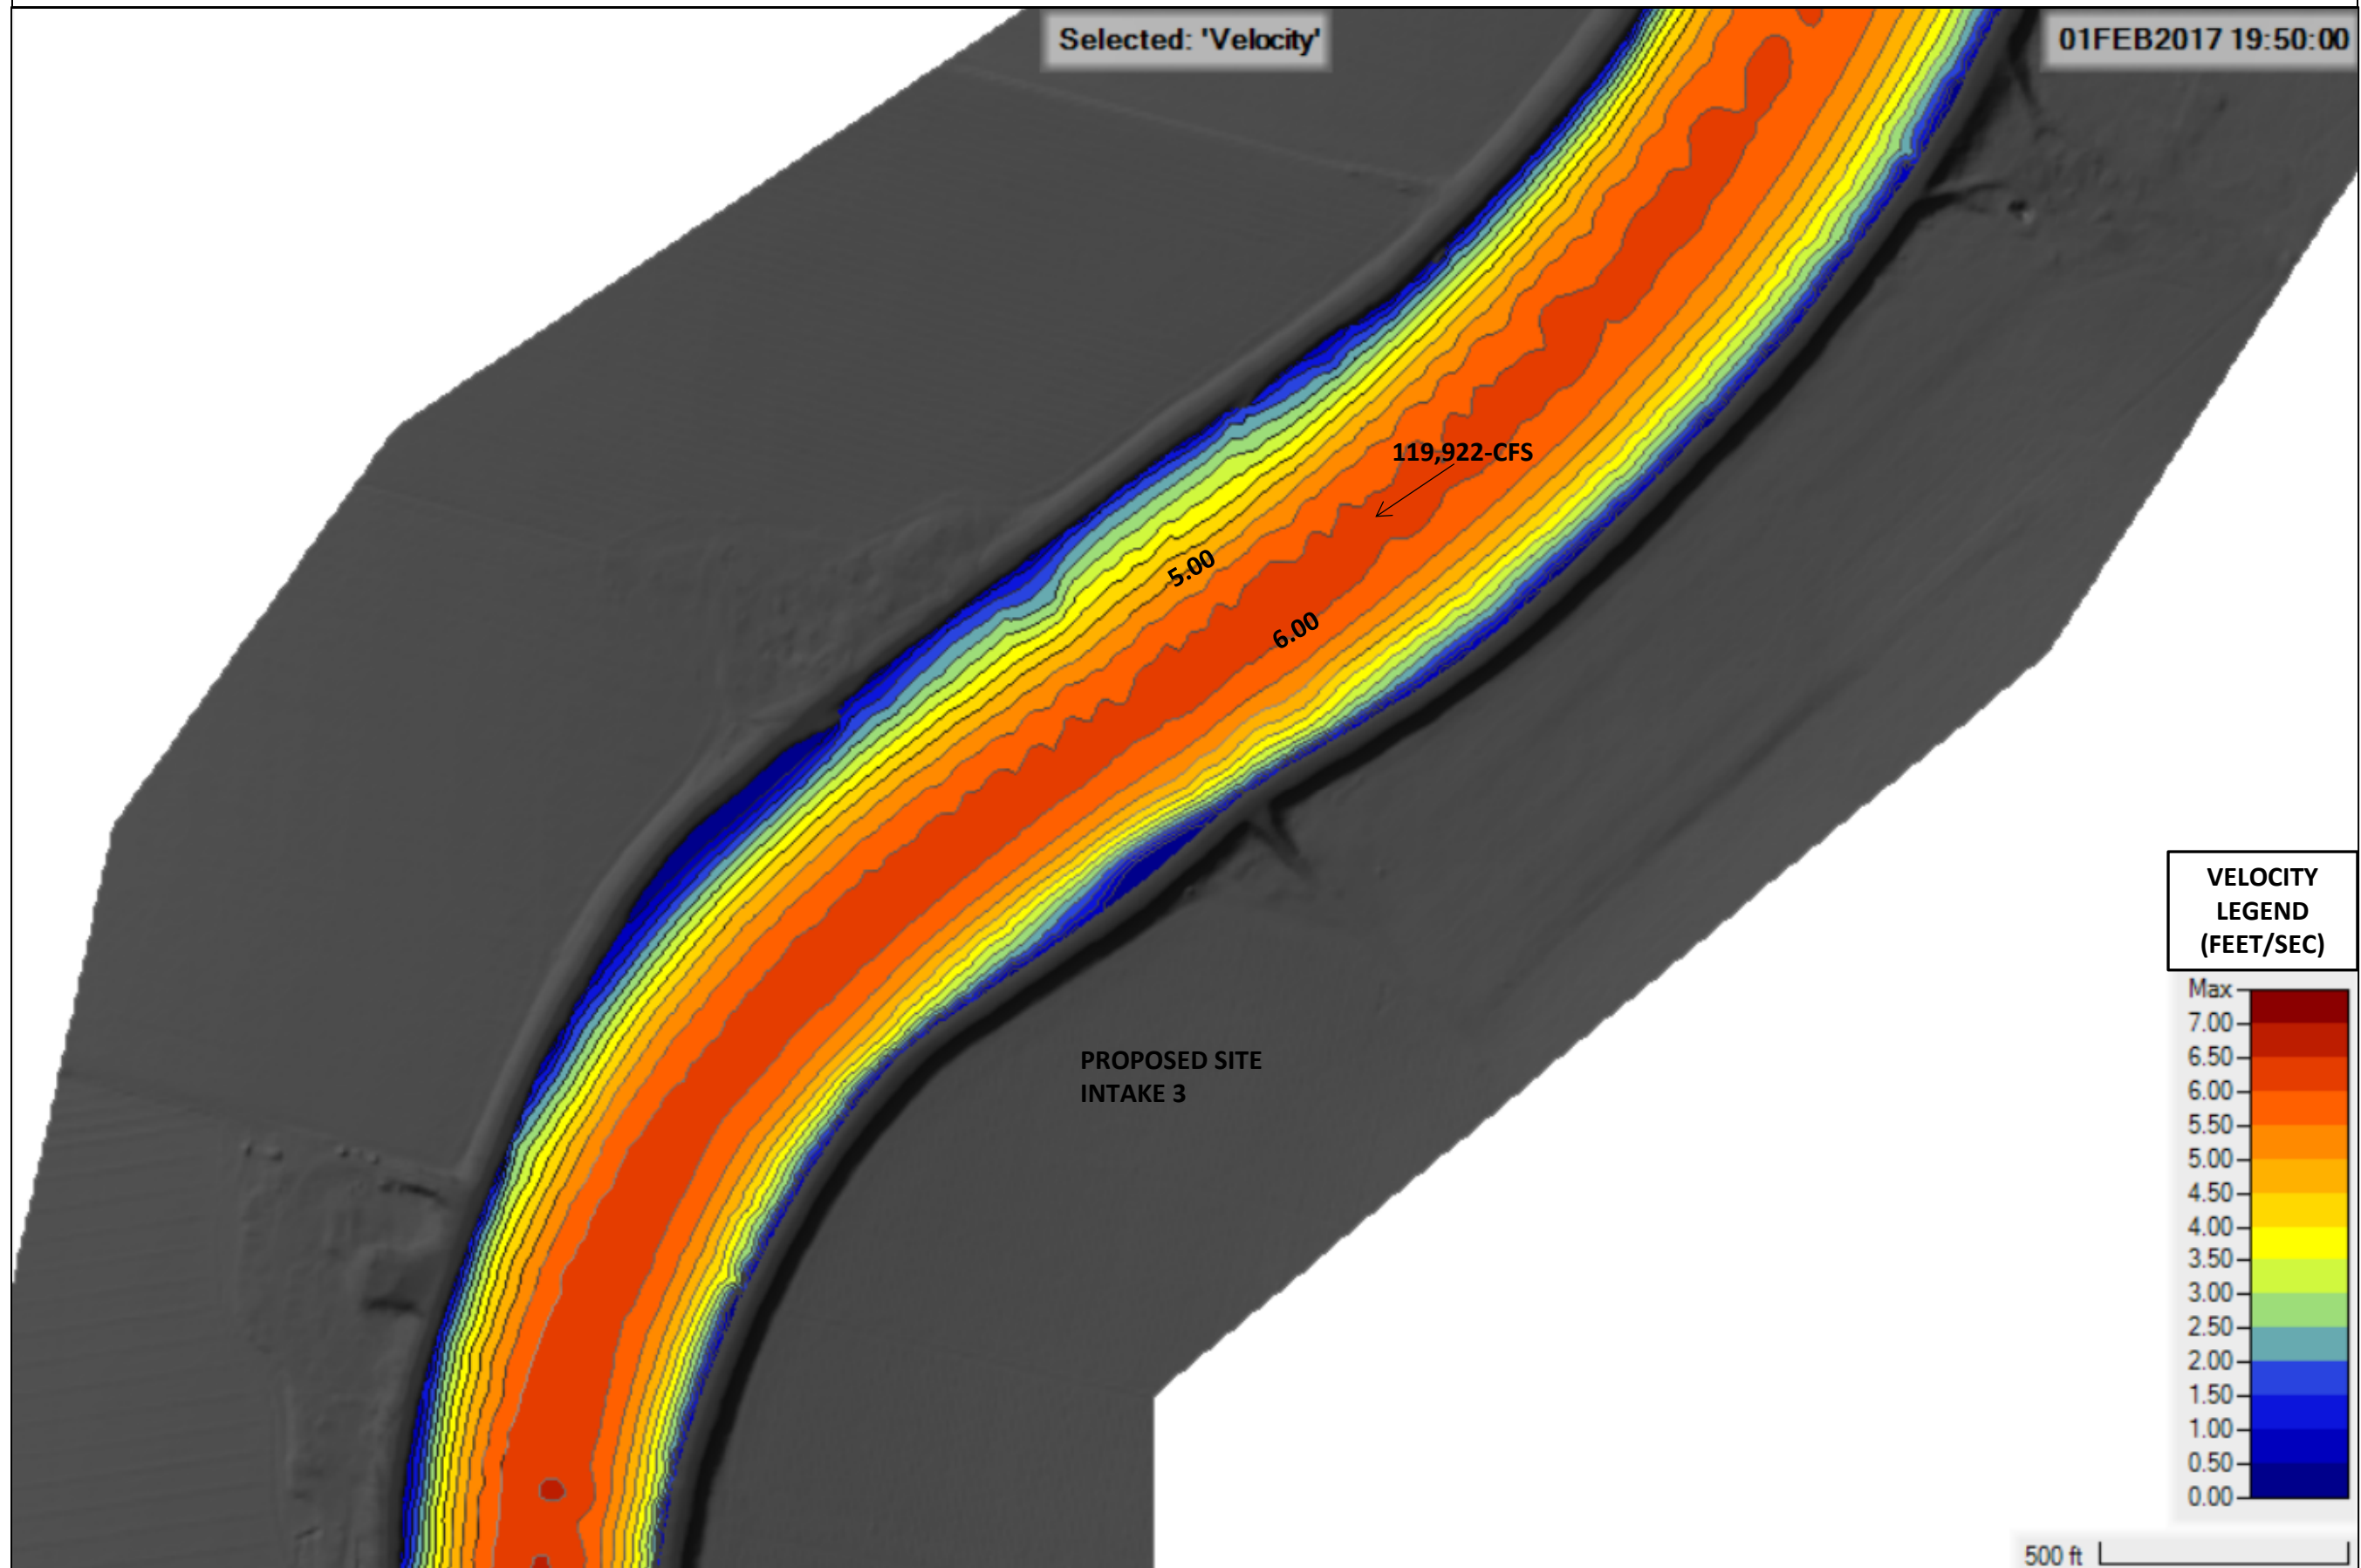 Selected: 'Velocity'
01FEB2017 19:50:00
119,922-CFS
5.00
6.00
PROPOSED SITE
INTAKE 3
VELOCITY
LEGEND
(FEET/SEC)
Max
7.00
6.50
6.00
5.50
5.00
4.50
4.00
3.50
3.00
2.50
2.00
1.50
1.00
0.50
0.00
500 ft